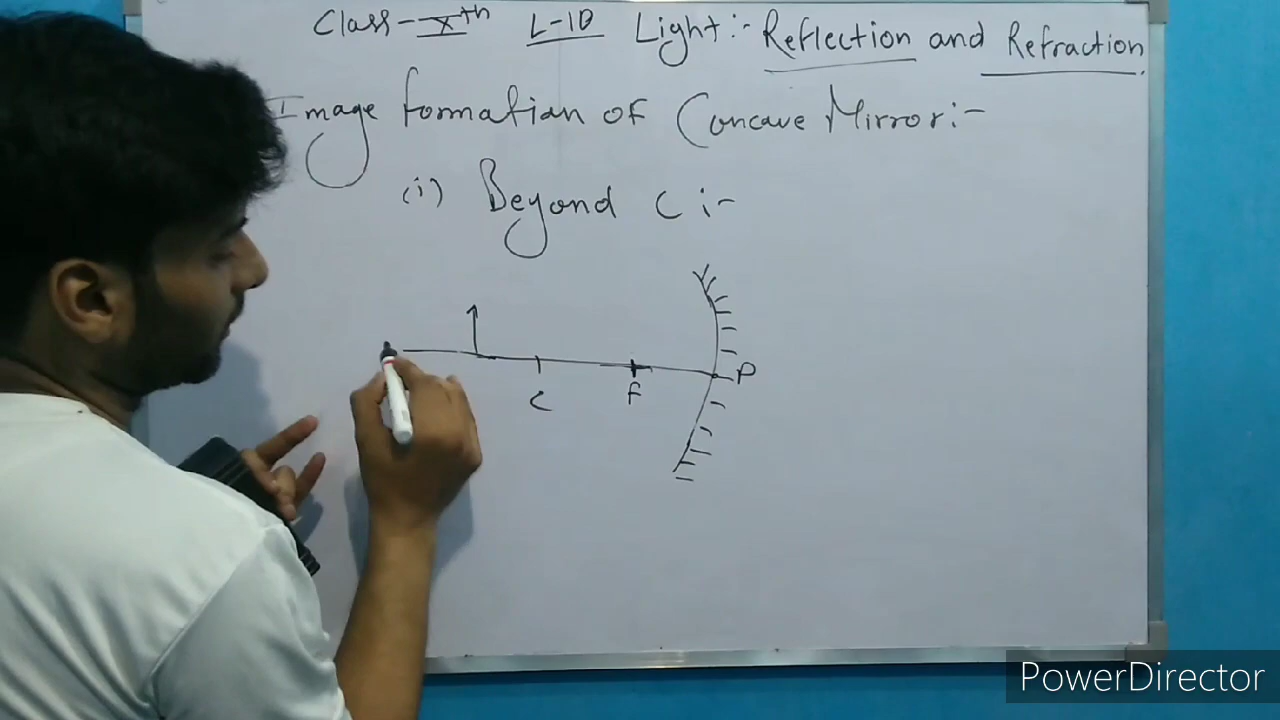 Class-Xth L-10 Light:- Reflection and Refraction
Image formation of Concave Mirror:-
(i) Beyond C :-
C F P
PowerDirector